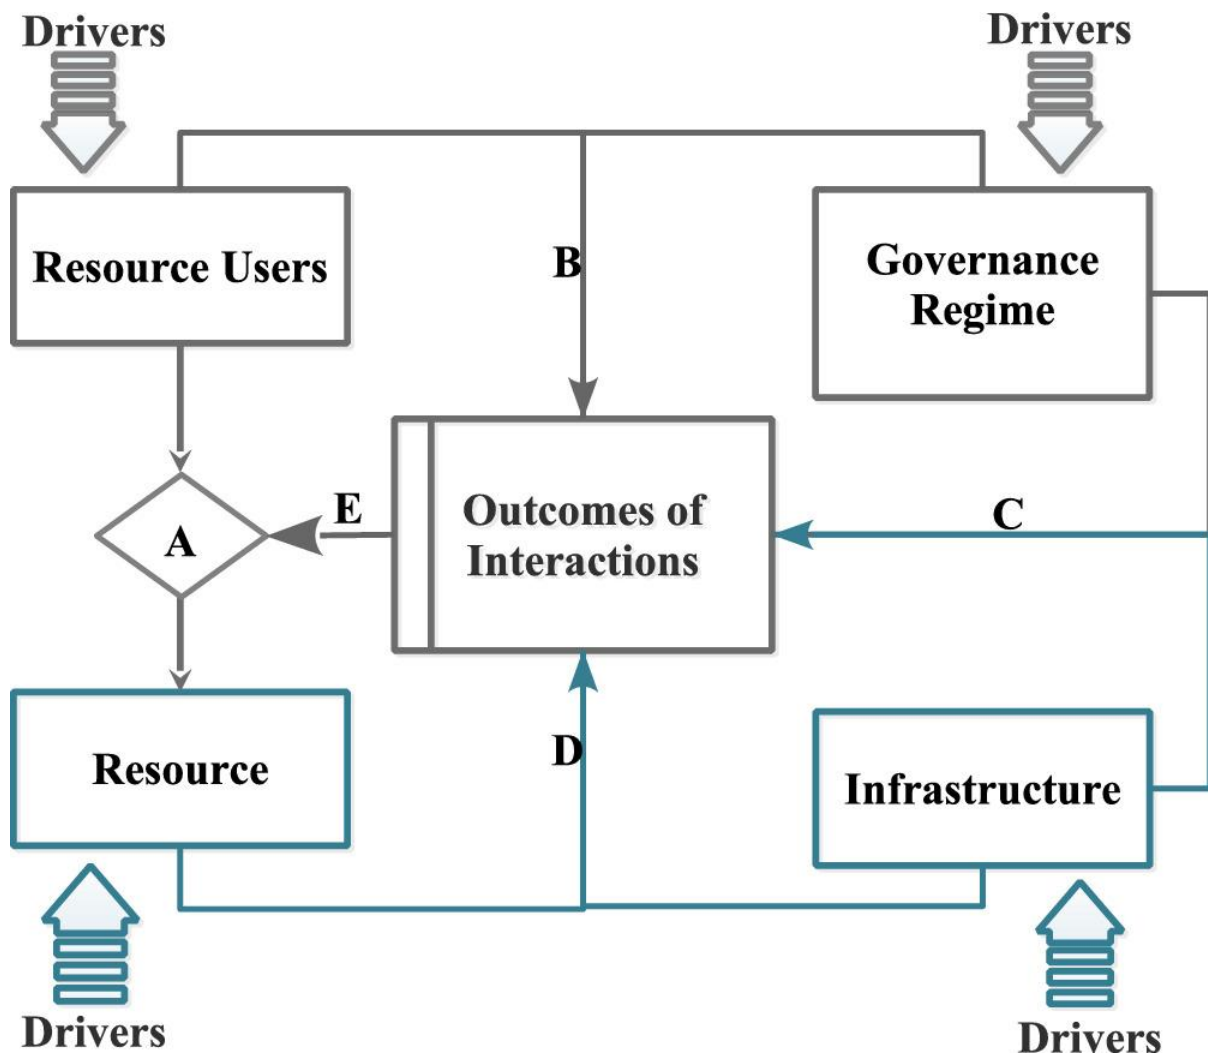 Drivers
Drivers
Resource Users
Governance
Regime
B
Outcomes of
Interactions
A
E
C
Resource
D
Infrastructure
Drivers
Drivers